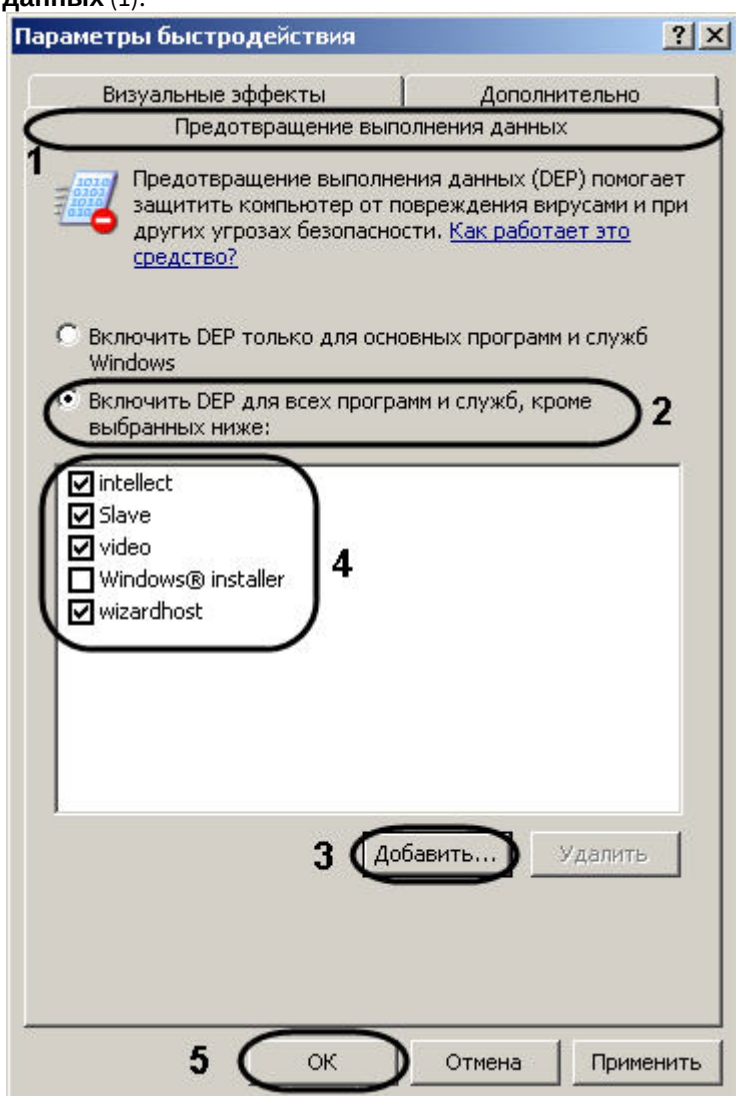 данных (1).
Параметры быстродействия
Визуальные эффекты
Дополнительно
Предотвращение выполнения данных
1
Предотвращение выполнения данных (DEP) помогает
защитить компьютер от повреждения вирусами и при
других угрозах безопасности. Как работает это
средство?
Включить DEP только для основных программ и служб
Windows
Включить DEP для всех программ и служб, кроме
выбранных ниже:
2
intellect
Slave
video
Windows® installer
wizardhost
4
3
Добавить...
Удалить
5
ОК
Отмена
Применить